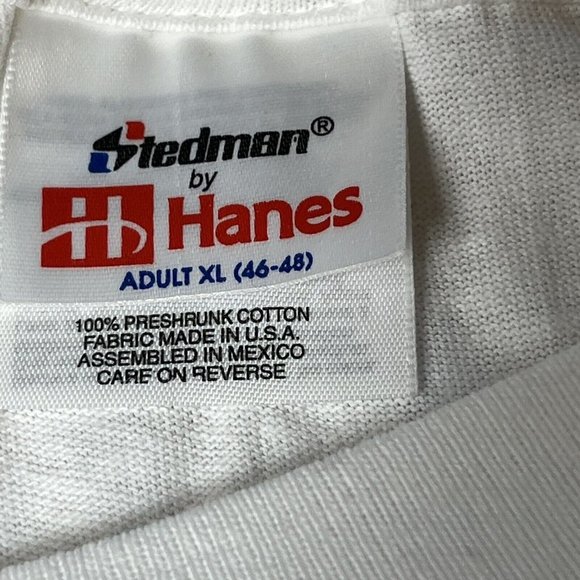 Stedman®
by
Hanes
ADULT XL (46-48)
100% PRESHRUNK COTTON
FABRIC MADE IN U.S.A.
ASSEMBLED IN MEXICO
CARE ON REVERSE